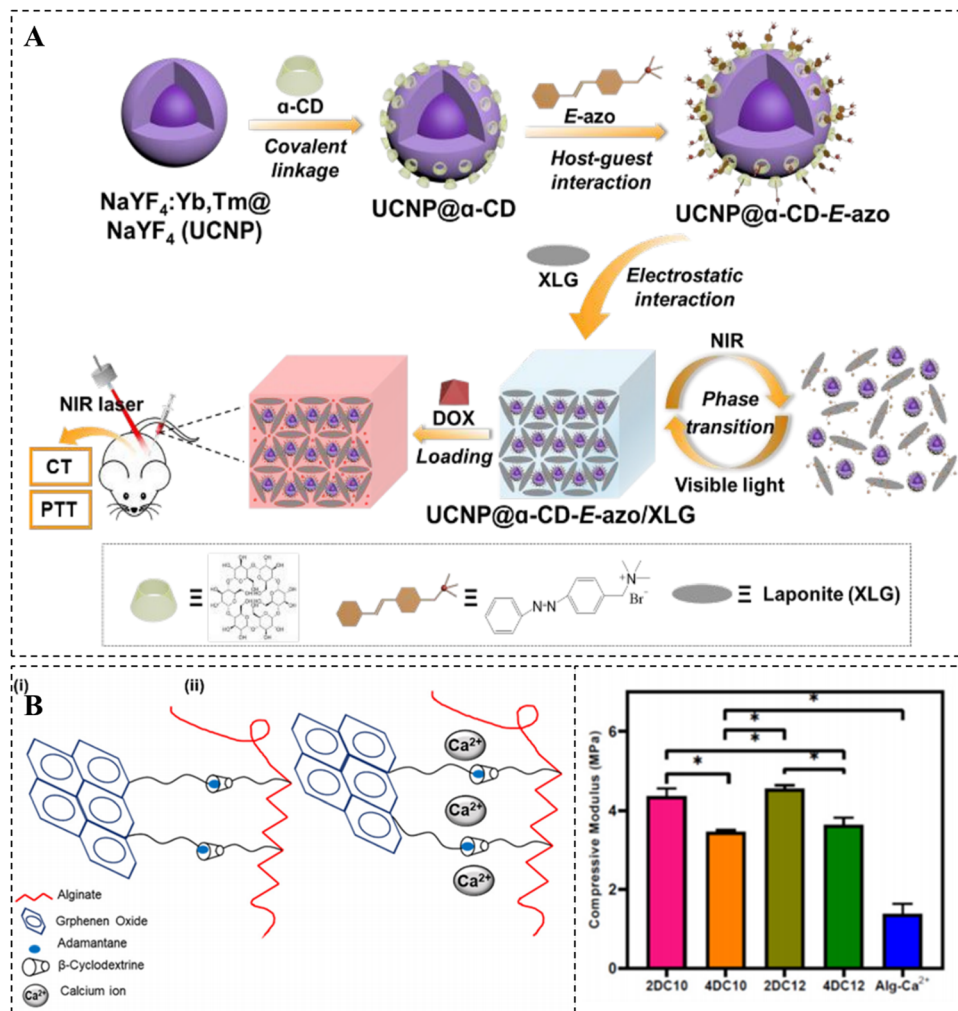 A
α-CD
Covalent
linkage
E-azo
Host-guest
interaction
NaYF4:Yb,Tm@
NaYF4 (UCNP)
UCNP@α-CD
UCNP@α-CD-E-azo
XLG
Electrostatic
interaction
NIR laser
CT
PTT
DOX
Loading
NIR
Phase
transition
Visible light
UCNP@α-CD-E-azo/XLG
N
N
N
+
Br-
Laponite (XLG)
B
(i)
(ii)
Ca2+
Ca2+
Ca2+
Alginate
Grphenen Oxide
Adamantane
β-Cyclodextrine
Ca2+
Calcium ion
Compressive Modulus (MPa)
6
4
2
0
*
*
*
*
*
2DC10
4DC10
2DC12
4DC12
Alg-Ca2+